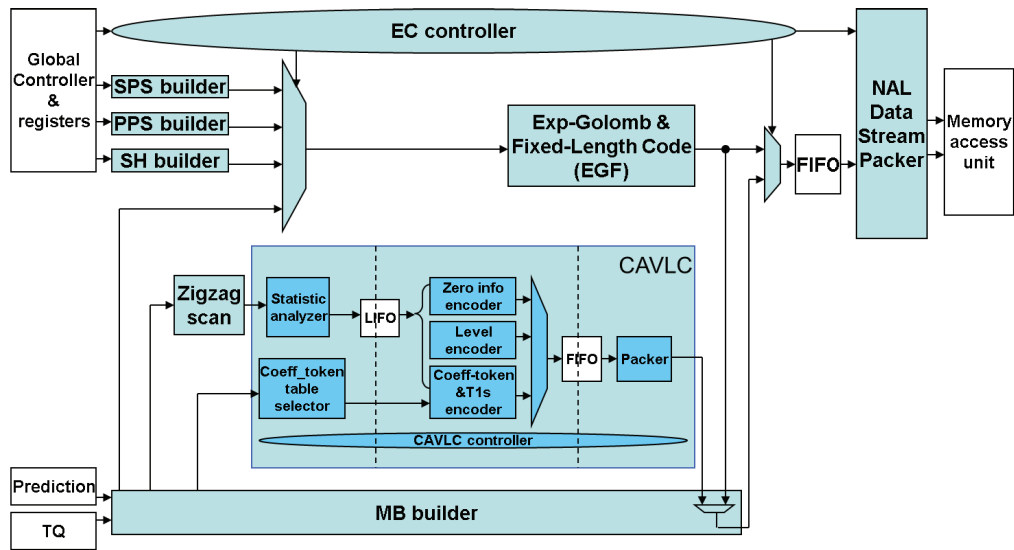 EC controller
Global
Controller
&
registers
SPS builder
PPS builder
SH builder
Exp-Golomb &
Fixed-Length Code
(EGF)
FIFO
NAL
Data
Stream
Packer
Memory
access
unit
CAVLC
Zigzag
scan
Statistic
analyzer
LIFO
Zero info
encoder
Level
encoder
Coeff-token
&T1s
encoder
FIFO
Packer
Coeff_token
table
selector
CAVLC controller
Prediction
TQ
MB builder